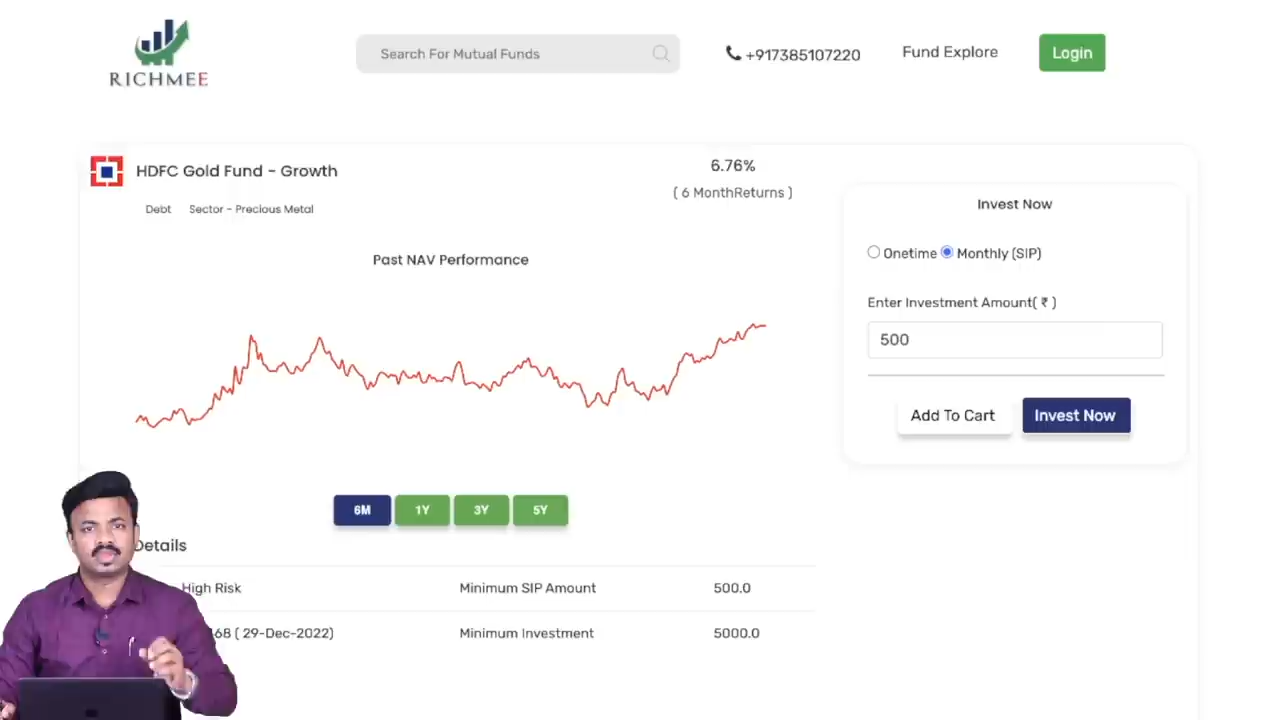 RICHMEE
Search For Mutual Funds
+917385107220
Fund Explore
Login
HDFC Gold Fund - Growth
6.76%
( 6 MonthReturns )
Debt Sector - Precious Metal
Past NAV Performance
6M 1Y 3Y 5Y
Invest Now
Onetime Monthly (SIP)
Enter Investment Amount( ₹ )
500
Add To Cart Invest Now
Details
High Risk Minimum SIP Amount 500.0
68 ( 29-Dec-2022) Minimum Investment 5000.0